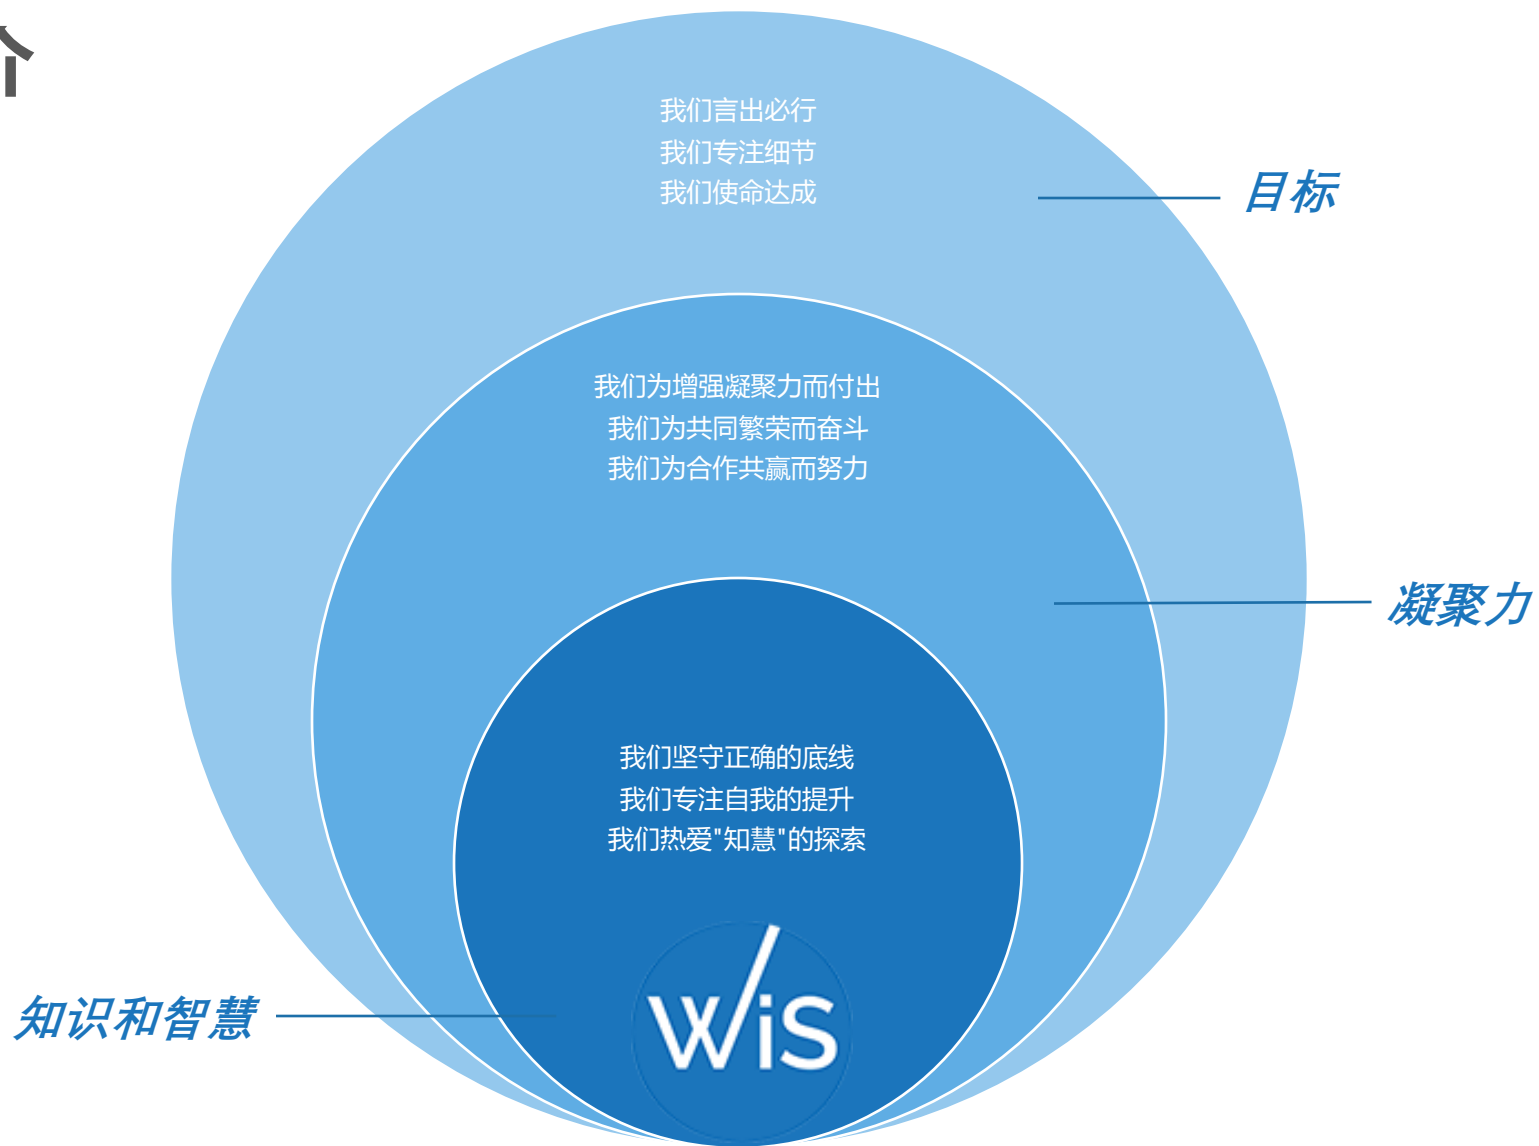 介
我们言出必行
我们专注细节
我们使命达成
目标
我们为增强凝聚力而付出
我们为共同繁荣而奋斗
我们为合作共赢而努力
凝聚力
我们坚守正确的底线
我们专注自我的提升
我们热爱"知慧"的探索
知识和智慧
WiS